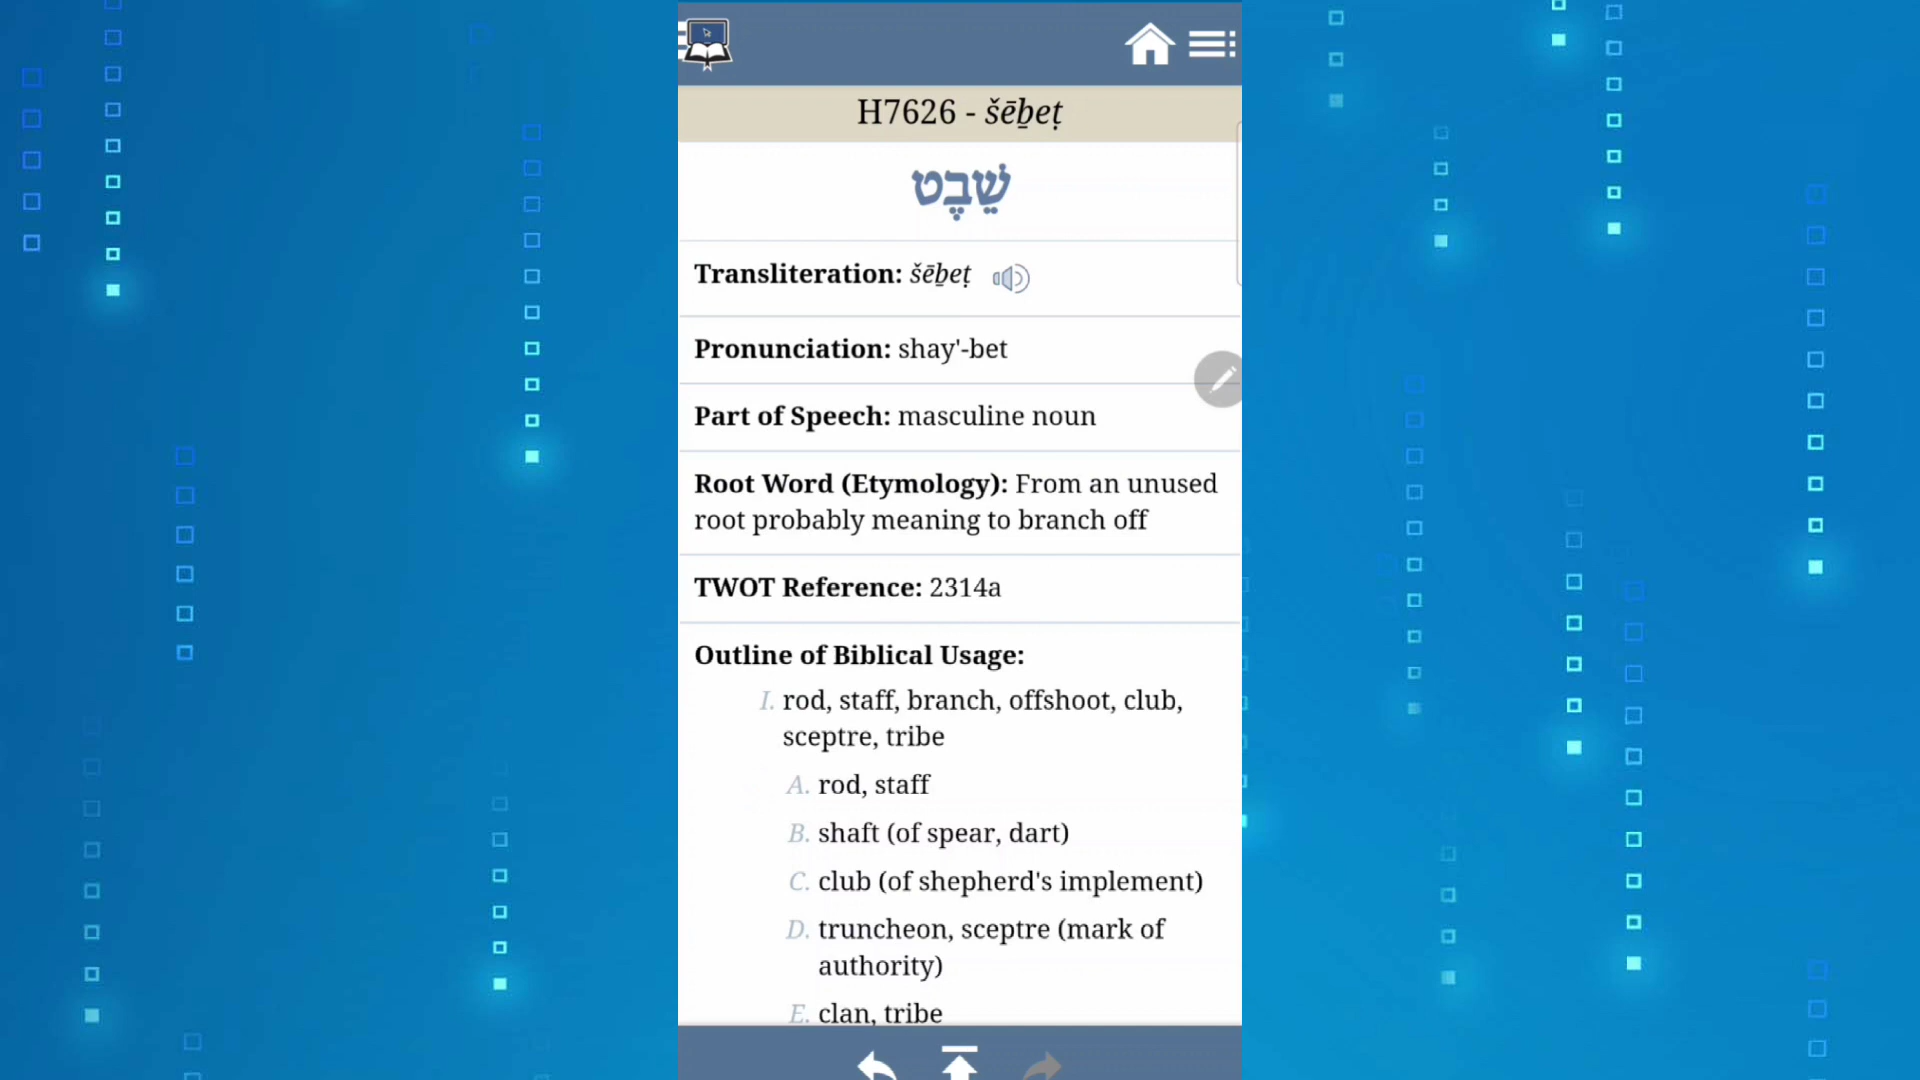 H7626 - šēḇeṭ
שֵׁבֶט
Transliteration: šēḇeṭ
Pronunciation: shay'-bet
Part of Speech: masculine noun
Root Word (Etymology): From an unused
root probably meaning to branch off
TWOT Reference: 2314a
Outline of Biblical Usage:
I. rod, staff, branch, offshoot, club,
sceptre, tribe
A. rod, staff
B. shaft (of spear, dart)
C. club (of shepherd's implement)
D. truncheon, sceptre (mark of
authority)
E. clan, tribe